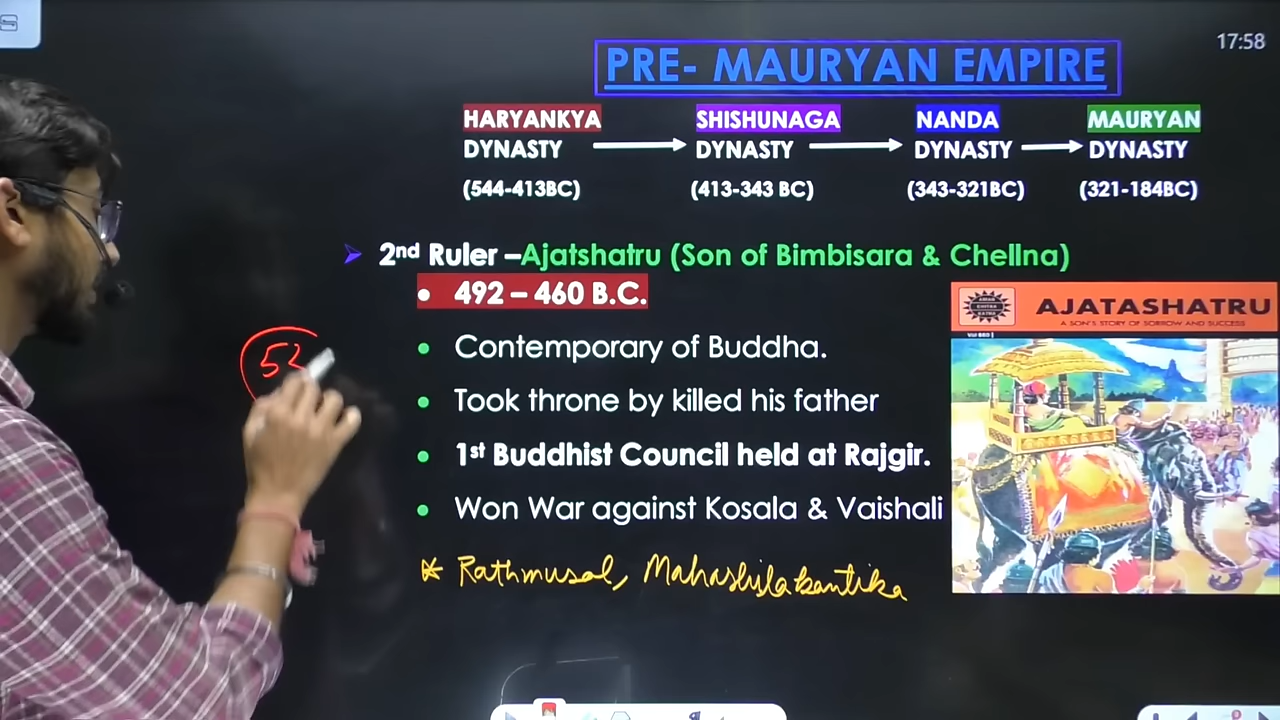 17:58
PRE- MAURYAN EMPIRE
HARYANKYA SHISHUNAGA NANDA MAURYAN
DYNASTY DYNASTY DYNASTY DYNASTY
(544-413BC) (413-343 BC) (343-321BC) (321-184BC)
2nd Ruler –Ajatshatru (Son of Bimbisara & Chellna)
• 492 – 460 B.C.
• Contemporary of Buddha.
• Took throne by killed his father
• 1st Buddhist Council held at Rajgir.
• Won War against Kosala & Vaishali
* Rathmusal, Mahashilakantika
AMAR CHITRA KATHA
AJATASHATRU
A SON'S STORY OF SORROW AND SUCCESS